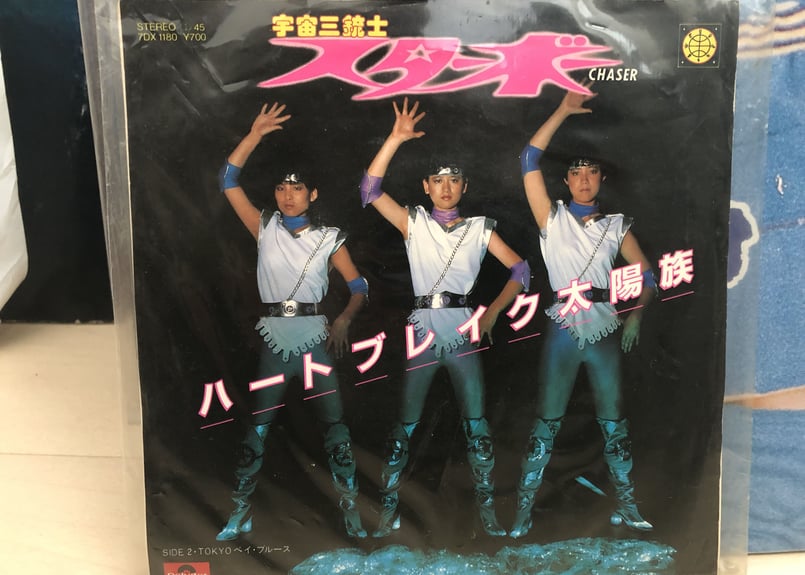 STEREO 45
7DX 1180 ¥700
宇宙三銃士
スターボー
CHASER
ハートブレイク太陽族
SIDE 2・TOKYOベイ・ブルース